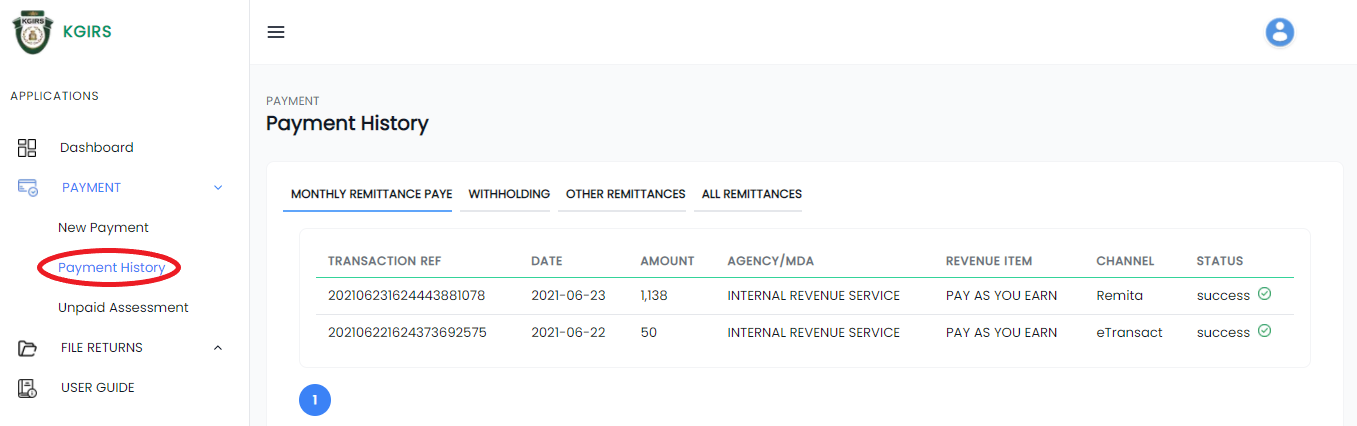 KGIRS
KGIRS
APPLICATIONS
Dashboard
PAYMENT
New Payment
Payment History
Unpaid Assessment
FILE RETURNS
USER GUIDE
PAYMENT
Payment History
MONTHLY REMITTANCE PAYE WITHHOLDING OTHER REMITTANCES ALL REMITTANCES
TRANSACTION REF DATE AMOUNT AGENCY/MDA REVENUE ITEM CHANNEL STATUS
202106231624443881078 2021-06-23 1,138 INTERNAL REVENUE SERVICE PAY AS YOU EARN Remita success
202106221624373692575 2021-06-22 50 INTERNAL REVENUE SERVICE PAY AS YOU EARN eTransact success
1